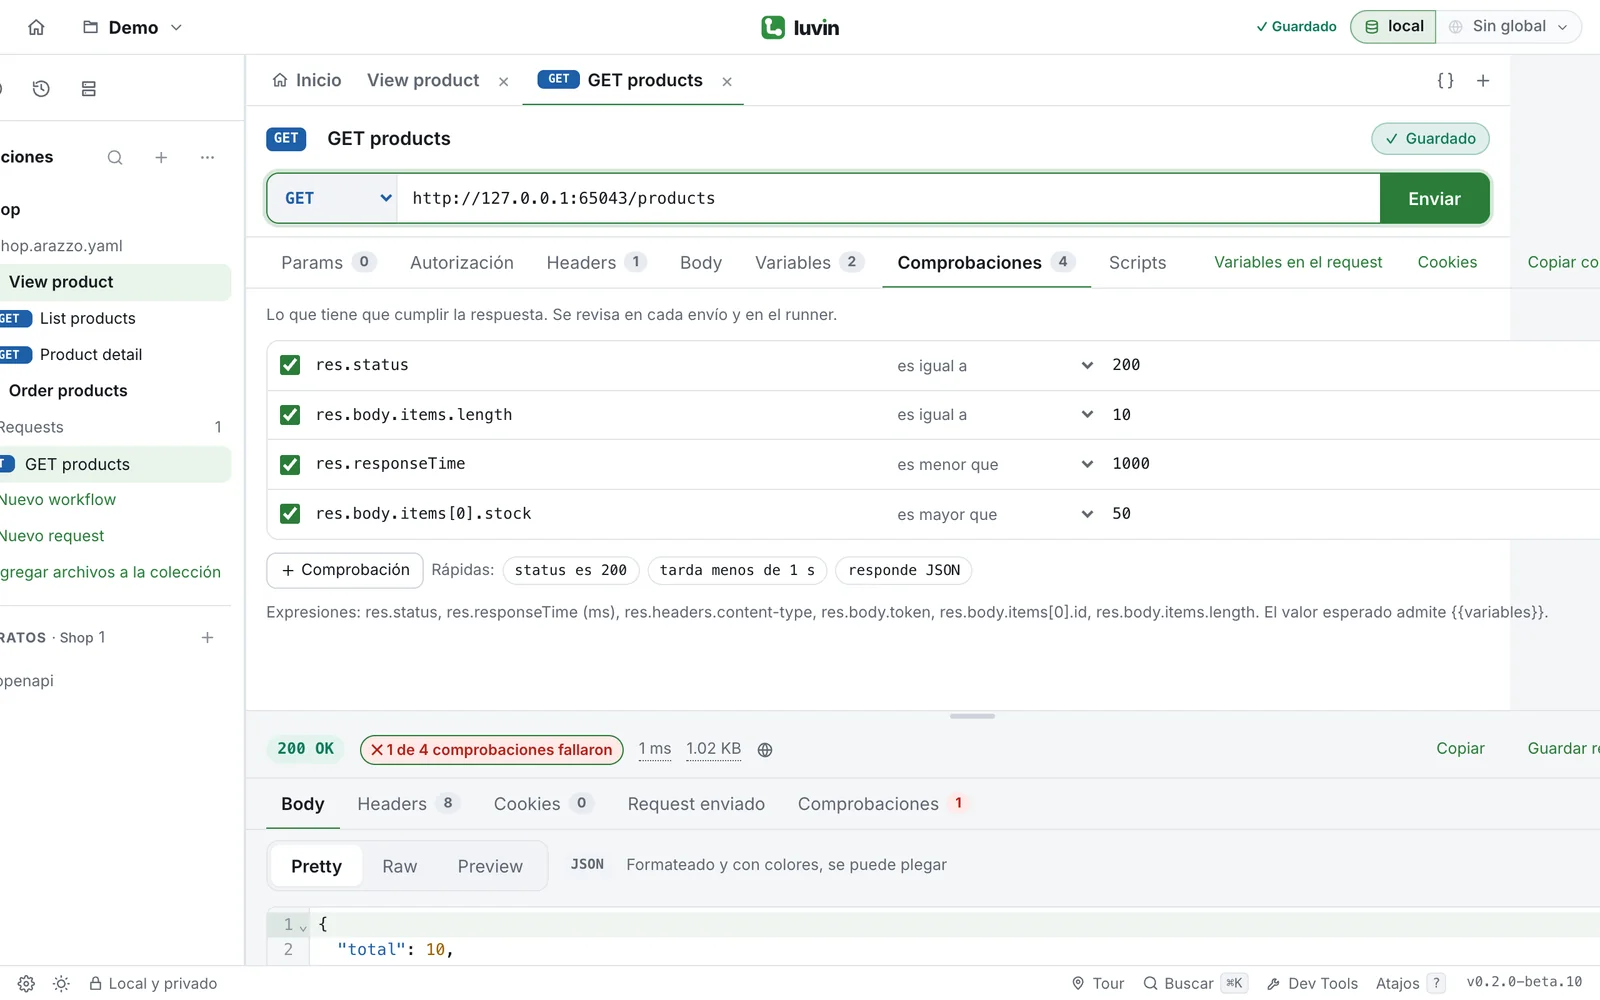 Demo
luvin
Guardado
local
Sin global
Inicio
View product
GET GET products
{}
ciones
GET GET products
Guardado
GET http://127.0.0.1:65043/products Enviar
op
hop.arazzo.yaml
View product
GET List products
GET Product detail
Order products
Requests 1
T GET products
Nuevo workflow
Nuevo request
gregar archivos a la colección
RATOS · Shop 1
openapi
Params 0 Autorización Headers 1 Body Variables 2 Comprobaciones 4 Scripts Variables en el request Cookies Copiar co
Lo que tiene que cumplir la respuesta. Se revisa en cada envío y en el runner.
res.status es igual a 200
res.body.items.length es igual a 10
res.responseTime es menor que 1000
res.body.items[0].stock es mayor que 50
+ Comprobación Rápidas: status es 200 tarda menos de 1 s responde JSON
Expresiones: res.status, res.responseTime (ms), res.headers.content-type, res.body.token, res.body.items[0].id, res.body.items.length. El valor esperado admite {{variables}}.
200 OK 1 de 4 comprobaciones fallaron 1 ms 1.02 KB Copiar Guardar re
Body Headers 8 Cookies 0 Request enviado Comprobaciones 1
Pretty Raw Preview JSON Formateado y con colores, se puede plegar
1 {
2 "total": 10,
Local y privado
Tour Buscar ⌘K Dev Tools Atajos ? v0.2.0-beta.10